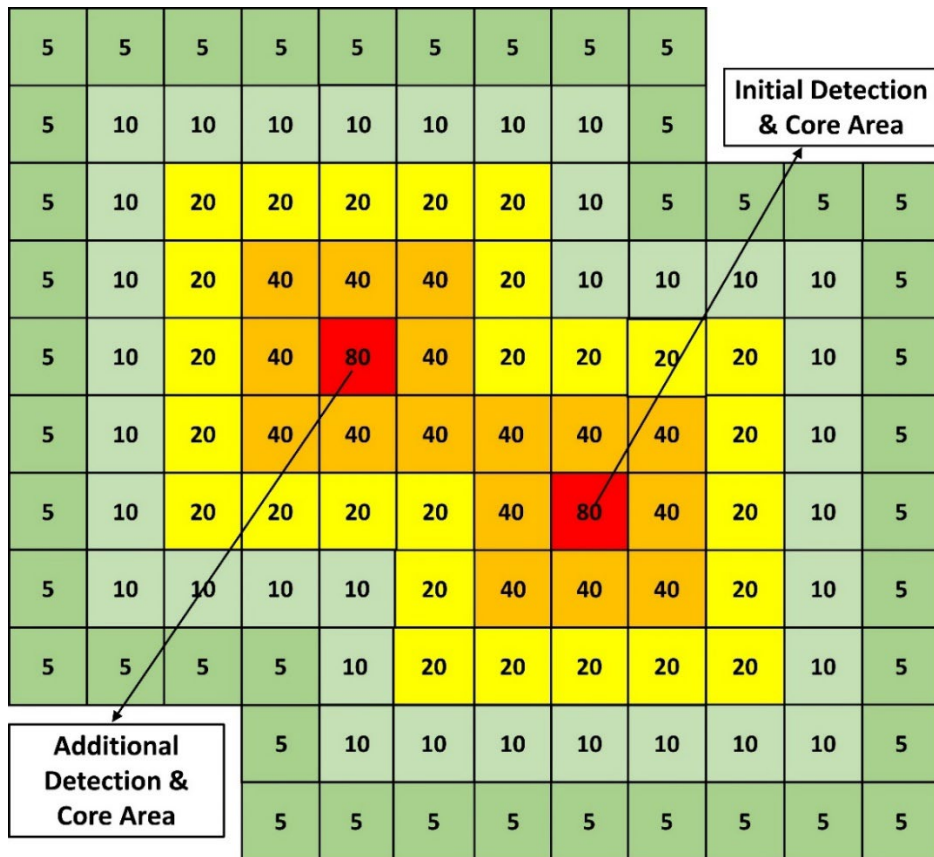 5 5 5 5 5 5 5 5 5
Initial Detection
& Core Area
5 10 10 10 10 10 10 10 5
5 10 20 20 20 20 20 10 5 5 5 5
5 10 20 40 40 40 20 10 10 10 10 5
5 10 20 40 80 40 20 20 20 20 10 5
5 10 20 40 40 40 40 40 40 20 10 5
5 10 20 20 20 20 40 80 40 20 10 5
5 10 10 10 10 20 40 40 40 20 10 5
5 5 5 5 10 20 20 20 20 20 10 5
Additional
Detection &
Core Area
5 10 10 10 10 10 10 10 5
5 5 5 5 5 5 5 5 5